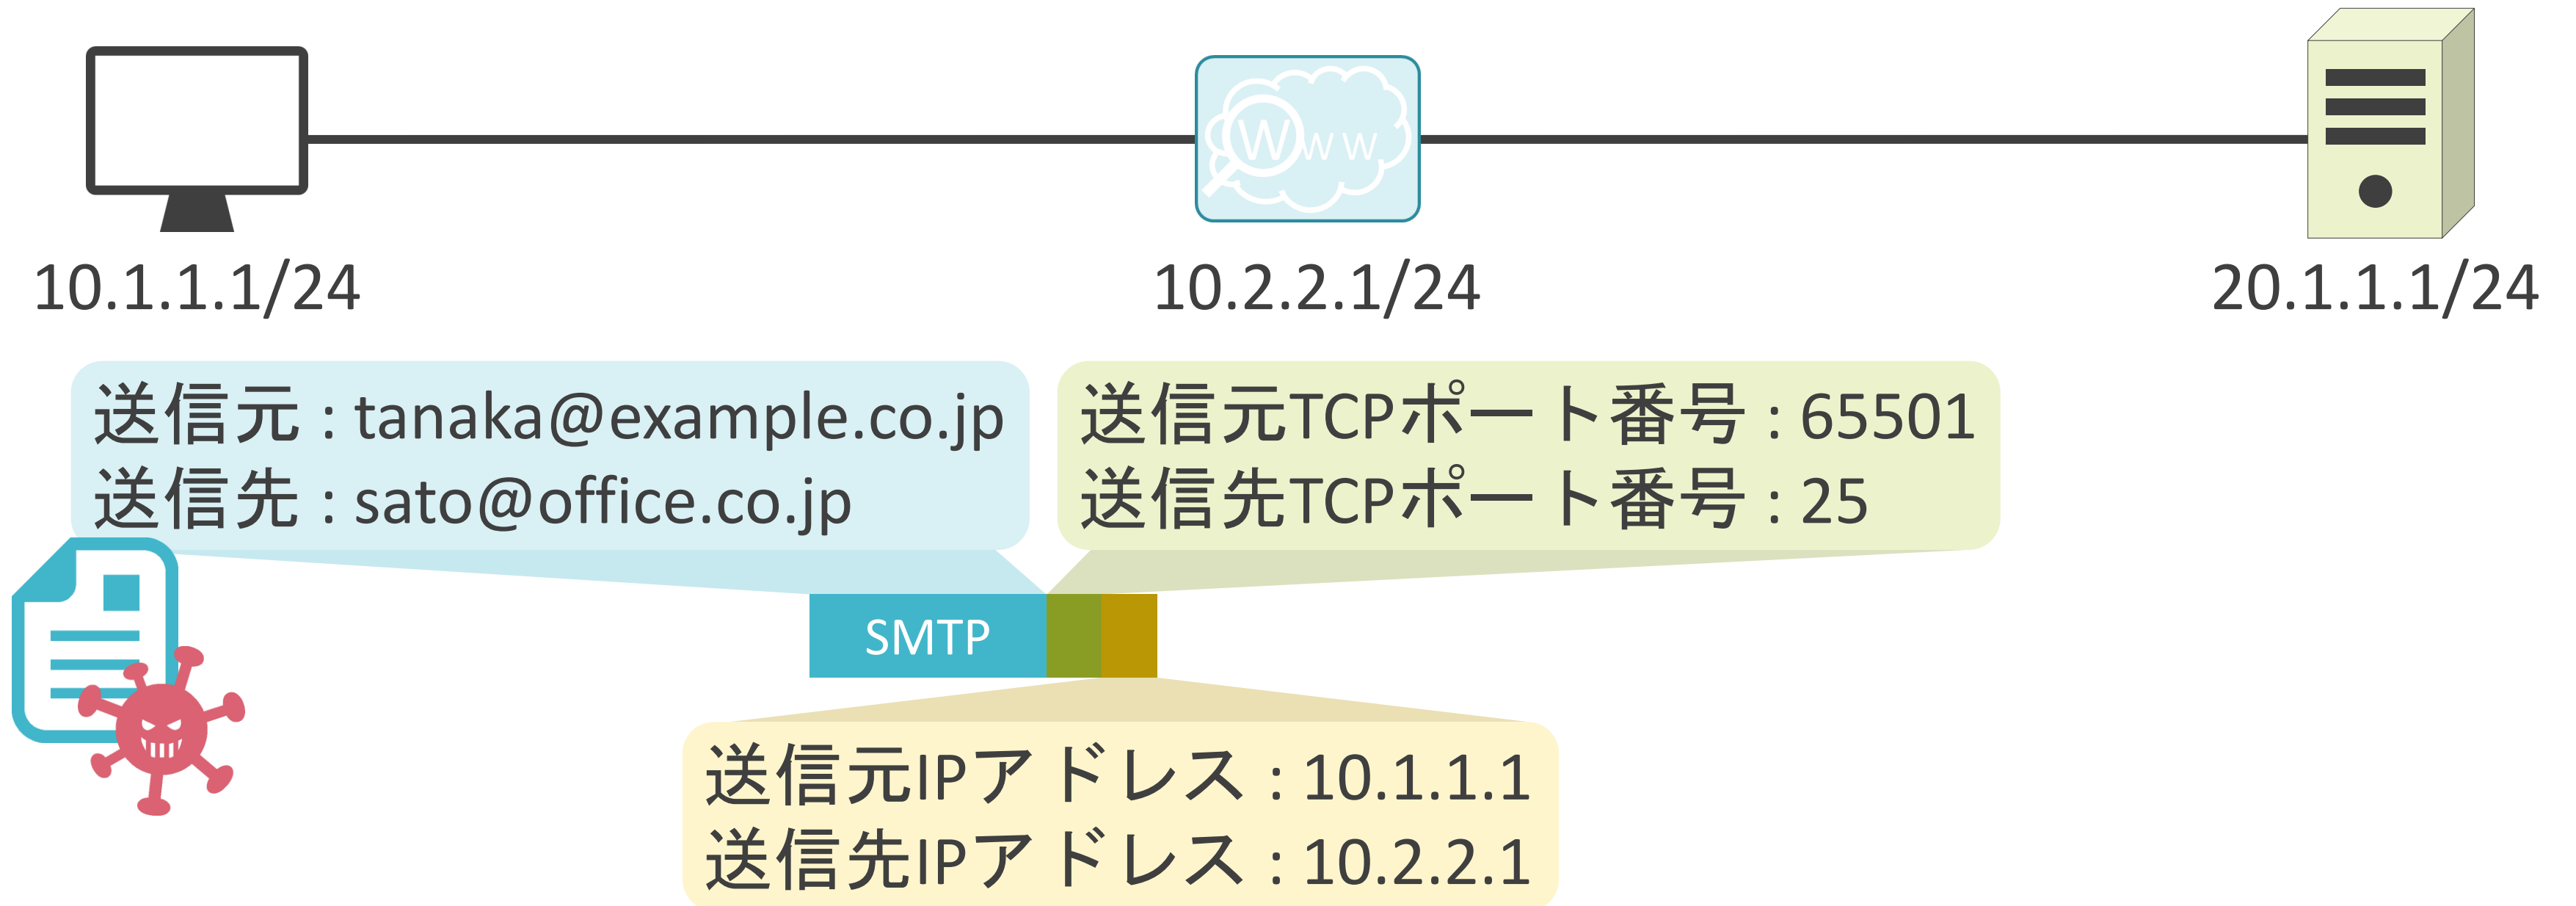 WWW
10.1.1.1/24
10.2.2.1/24
20.1.1.1/24
送信元 : tanaka@example.co.jp
送信先 : sato@office.co.jp
送信元TCPポート番号 : 65501
送信先TCPポート番号 : 25
SMTP
送信元IPアドレス : 10.1.1.1
送信先IPアドレス : 10.2.2.1